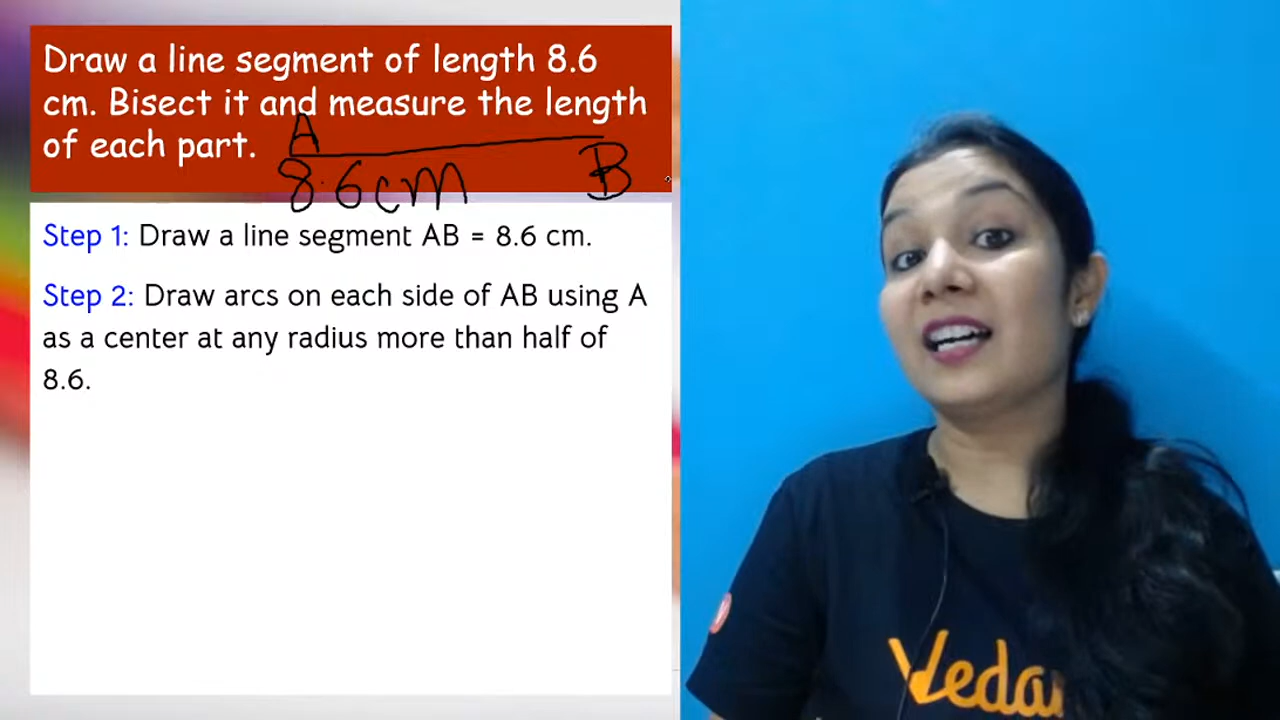 Draw a line segment of length 8.6
cm. Bisect it and measure the length
of each part.
A
8.6cm B
Step 1: Draw a line segment AB = 8.6 cm.
Step 2: Draw arcs on each side of AB using A
as a center at any radius more than half of
8.6.
Vedan